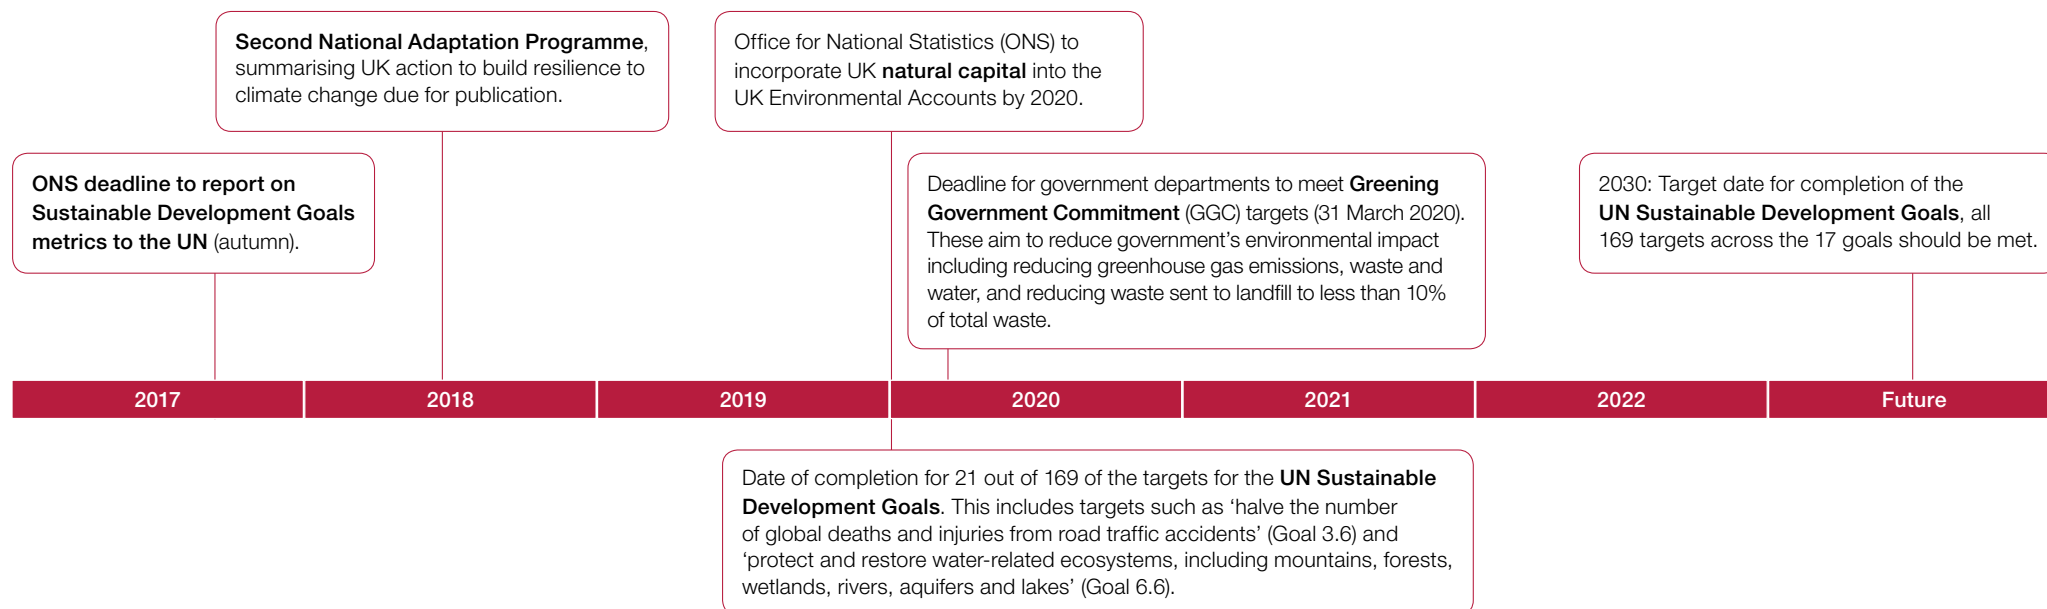 Second National Adaptation Programme,
summarising UK action to build resilience to
climate change due for publication.
Office for National Statistics (ONS) to
incorporate UK natural capital into the
UK Environmental Accounts by 2020.
ONS deadline to report on
Sustainable Development Goals
metrics to the UN (autumn).
Deadline for government departments to meet Greening
Government Commitment (GGC) targets (31 March 2020).
These aim to reduce government’s environmental impact
including reducing greenhouse gas emissions, waste and
water, and reducing waste sent to landfill to less than 10%
of total waste.
2030: Target date for completion of the
UN Sustainable Development Goals, all
169 targets across the 17 goals should be met.
2017
2018
2019
2020
2021
2022
Future
Date of completion for 21 out of 169 of the targets for the UN Sustainable
Development Goals. This includes targets such as ‘halve the number
of global deaths and injuries from road traffic accidents’ (Goal 3.6) and
‘protect and restore water-related ecosystems, including mountains, forests,
wetlands, rivers, aquifers and lakes’ (Goal 6.6).